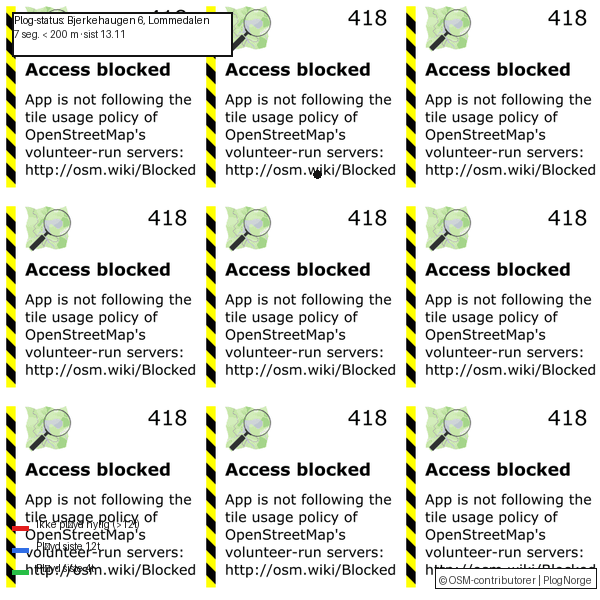 Plog-status: Bjerkehaugen 6, Lommedalen
7 seg. < 200 m · sist 13.11
418
418
Access blocked
App is not following the
tile usage policy of
OpenStreetMap's
volunteer-run servers:
http://osm.wiki/Blocked
Access blocked
App is not following the
tile usage policy of
OpenStreetMap's
volunteer-run servers:
http://osm.wiki/Blocked
Access blocked
App is not following the
tile usage policy of
OpenStreetMap's
volunteer-run servers:
http://osm.wiki/Blocked
418
Access blocked
App is not following the
tile usage policy of
OpenStreetMap's
volunteer-run servers:
http://osm.wiki/Blocked
418
Access blocked
App is not following the
tile usage policy of
OpenStreetMap's
volunteer-run servers:
http://osm.wiki/Blocked
418
Access blocked
App is not following the
tile usage policy of
OpenStreetMap's
volunteer-run servers:
http://osm.wiki/Blocked
418
Access blocked
App is not following the
tile usage policy of
OpenStreetMap's
volunteer-run servers:
http://osm.wiki/Blocked
418
Access blocked
App is not following the
tile usage policy of
OpenStreetMap's
volunteer-run servers:
http://osm.wiki/Blocked
418
Access blocked
App is not following the
tile usage policy of
OpenStreetMap's
volunteer-run servers:
Ikke pløyd nylig (>12t)
Pløyd siste 12t
Pløyd siste
© OSM-contributorer | PlogNorge